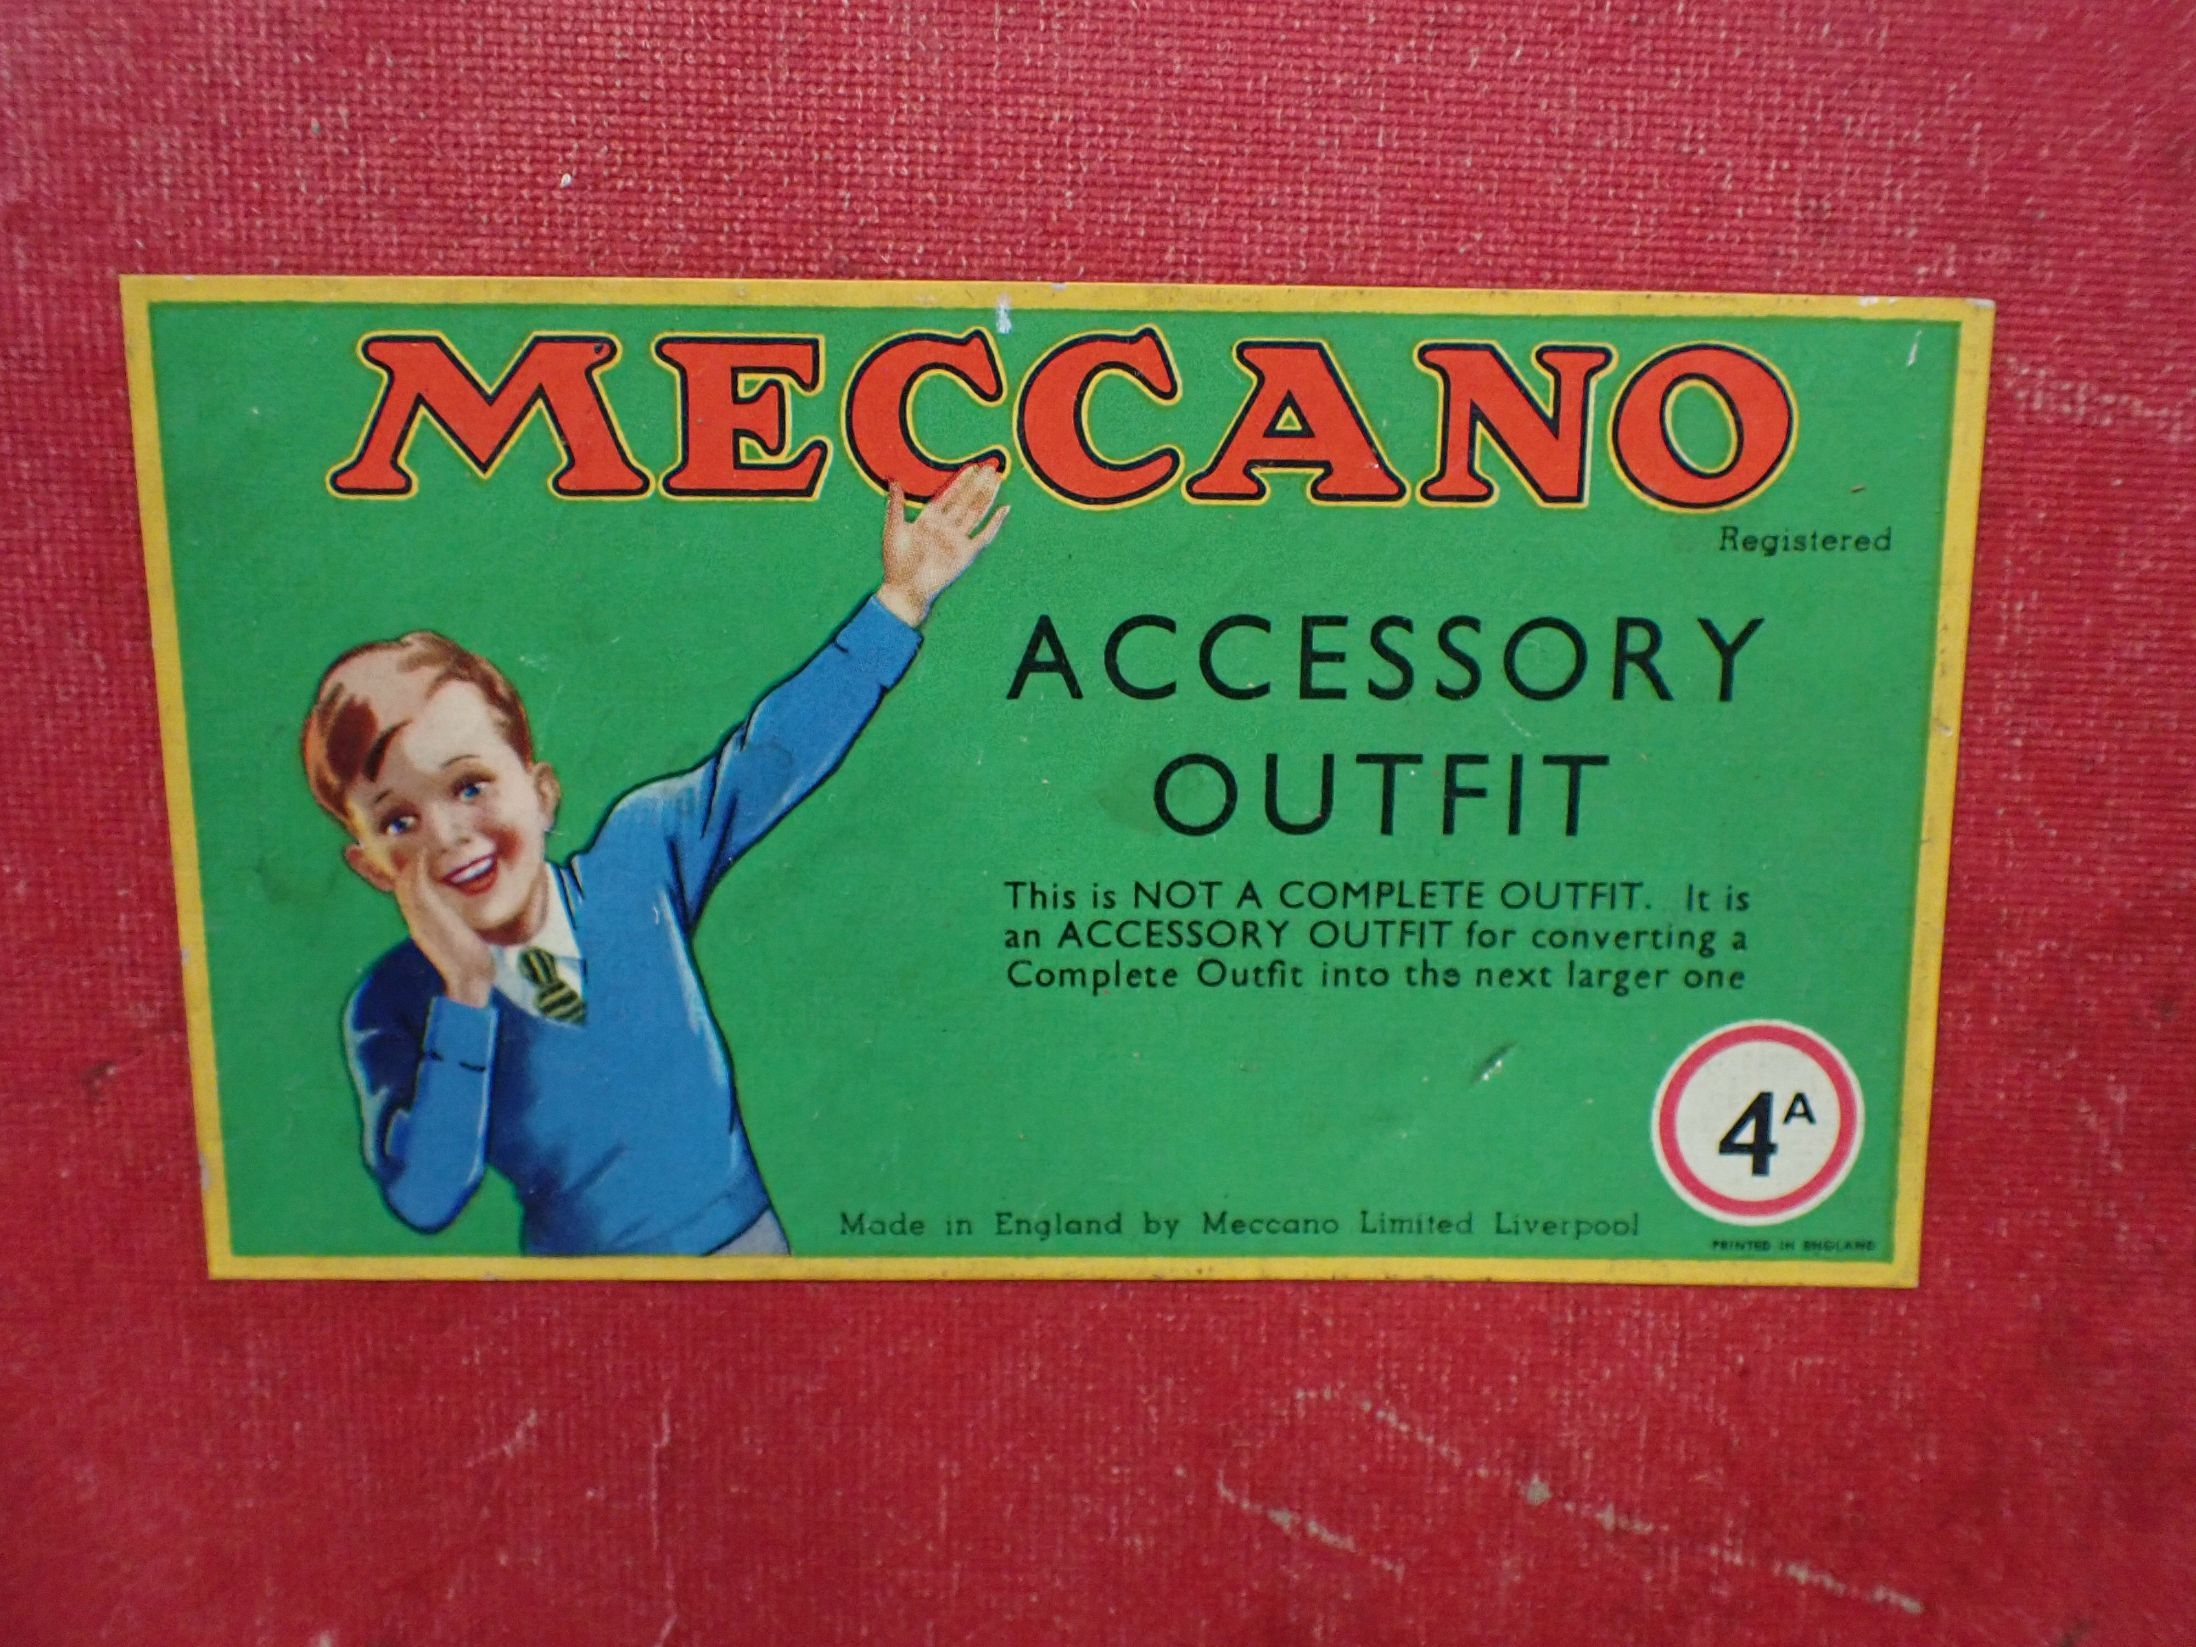 MECCANO
Registered
ACCESSORY
OUTFIT
This is NOT A COMPLETE OUTFIT. It is
an ACCESSORY OUTFIT for converting a
Complete Outfit into the next larger one
4A
Made in England by Meccano Limited Liverpool
PRINTED IN ENGLAND